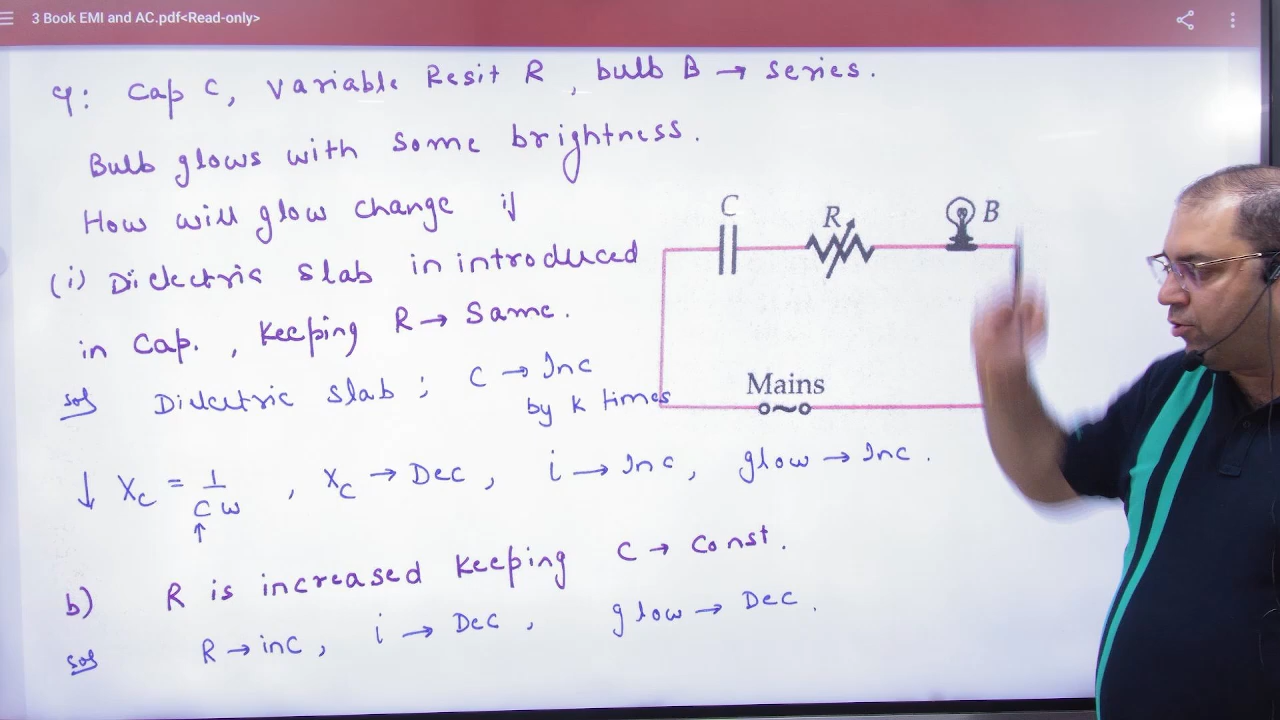 3 Book EMI and AC.pdf<Read-only>
q: Cap C, Variable Resit R, bulb B → series.
Bulb glows with some brightness.
How will glow change if
(i) Dielectric slab in introduced
in Cap., Keeping R → Same.
Sol Dielectric slab ; C → Inc
by K times
↓ Xc = 1/Cω ↑, Xc → Dec, i → Inc, glow → Inc.
b) R is increased keeping C → Const.
Sol R → inc, i → Dec, glow → Dec.
C
R
B
Mains